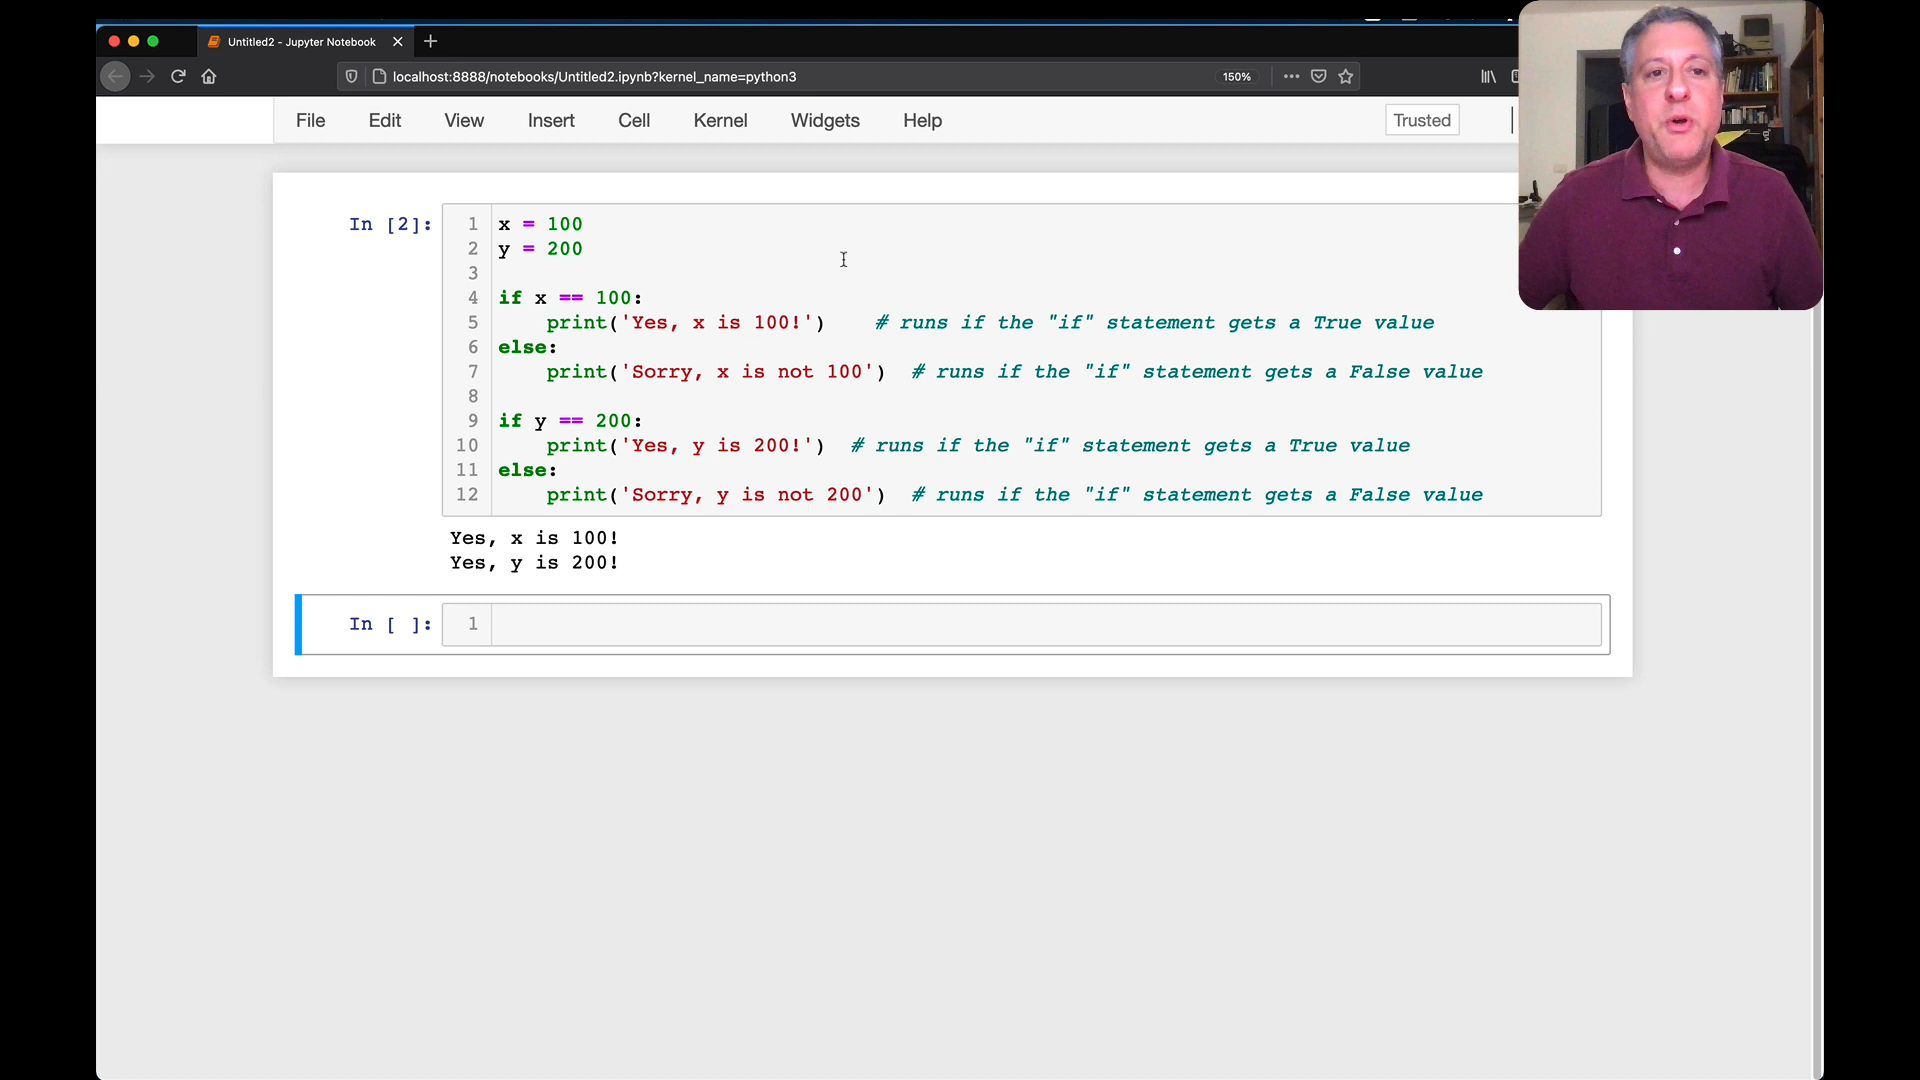 Untitled2 - Jupyter Notebook
localhost:8888/notebooks/Untitled2.ipynb?kernel_name=python3
150%
File Edit View Insert Cell Kernel Widgets Help
Trusted
In [2]:
1 x = 100
2 y = 200
3
4 if x == 100:
5     print('Yes, x is 100!')    # runs if the "if" statement gets a True value
6 else:
7     print('Sorry, x is not 100')  # runs if the "if" statement gets a False value
8
9 if y == 200:
10     print('Yes, y is 200!')  # runs if the "if" statement gets a True value
11 else:
12     print('Sorry, y is not 200')  # runs if the "if" statement gets a False value
Yes, x is 100!
Yes, y is 200!
In [ ]:
1